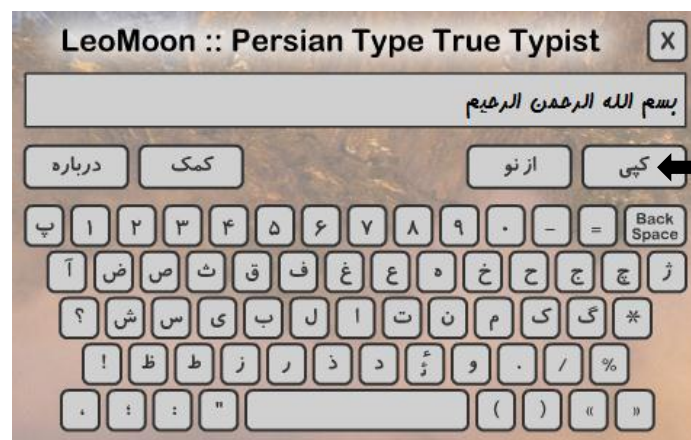 LeoMoon :: Persian Type True Typist X
بسم الله الرحمن الرحیم
کپی از نو کمک درباره
پ ۱ ۲ ۳ ۴ ۵ ۶ ۷ ۸ ۹ ۰ - = Back Space
آ ض ص ث ق ف غ ع ه خ ح ج چ ژ
؟ ش س ی ب ل ا ت ن م ک گ *
! ظ ط ز ر ذ د ئ ء و . / %
، ؛ : " ( ) « »